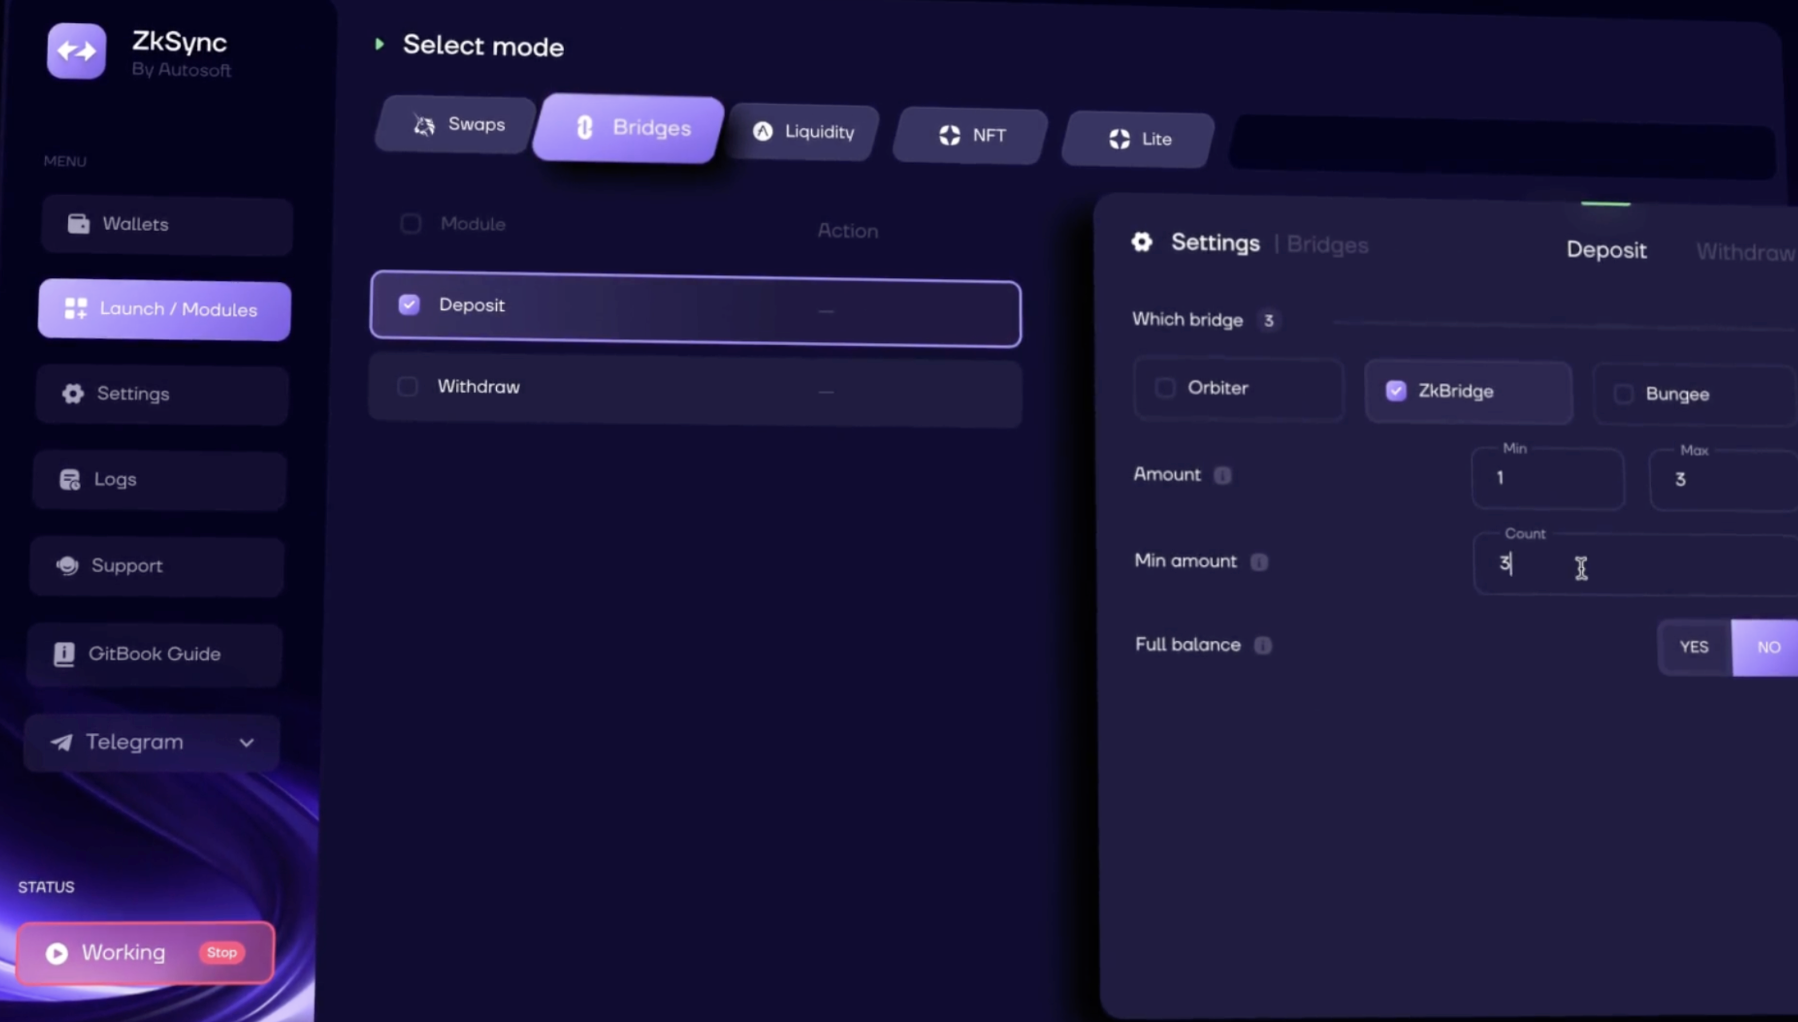 ZkSync
By Autosoft
MENU
Wallets
Launch / Modules
Settings
Logs
Support
GitBook Guide
Telegram
STATUS
Working
Stop
Select mode
Swaps
Bridges
Liquidity
NFT
Lite
Module
Action
Deposit
—
Withdraw
—
Settings | Bridges
Deposit
Withdraw
Which bridge 3
Orbiter
ZkBridge
Bungee
Amount
Min
1
Max
3
Min amount
Count
3
Full balance
YES
NO